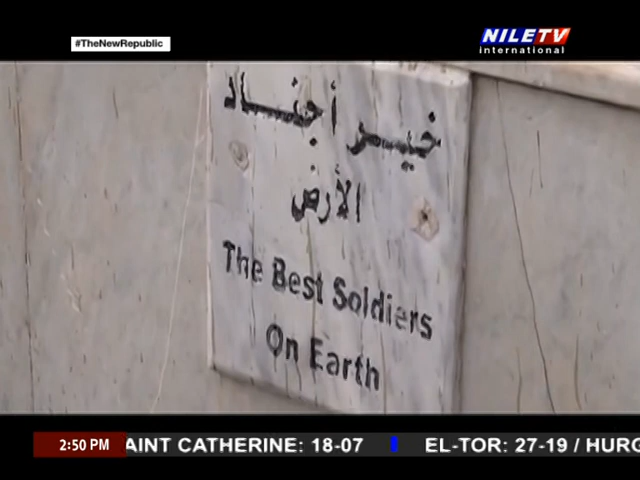 #TheNewRepublic
NILETV
international
خير أجناد
الأرض
The Best Soldiers
On Earth
2:50 PM AINT CATHERINE: 18-07 EL-TOR: 27-19 / HURG